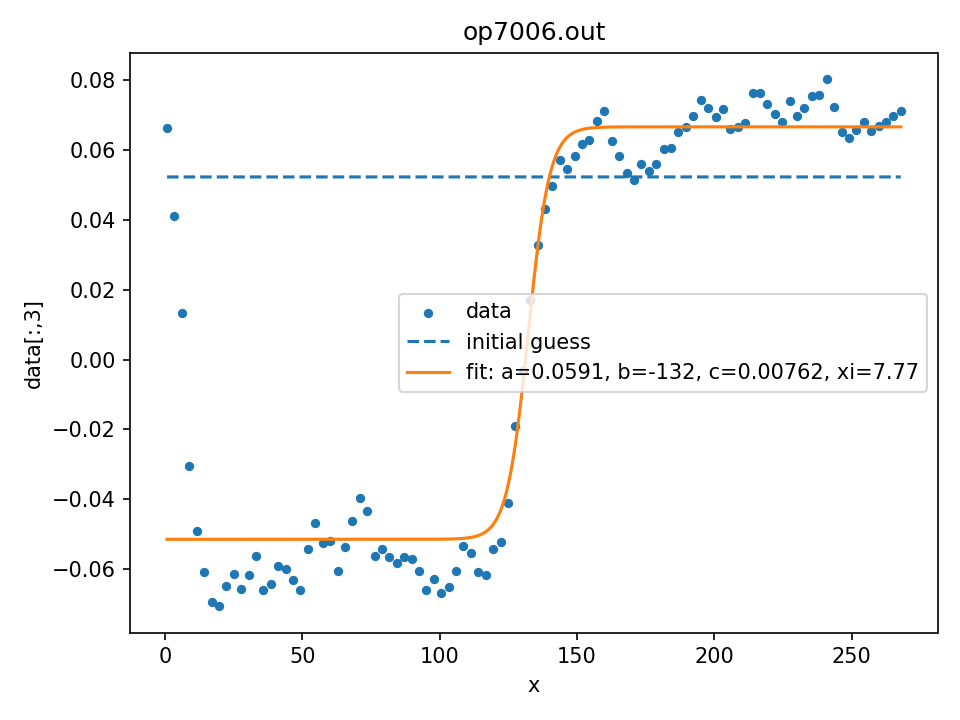 op7006.out
0.08
0.06
0.04
0.02
0.00
−0.02
−0.04
−0.06
data[:,3]
data
initial guess
fit: a=0.0591, b=-132, c=0.00762, xi=7.77
0 50 100 150 200 250
x